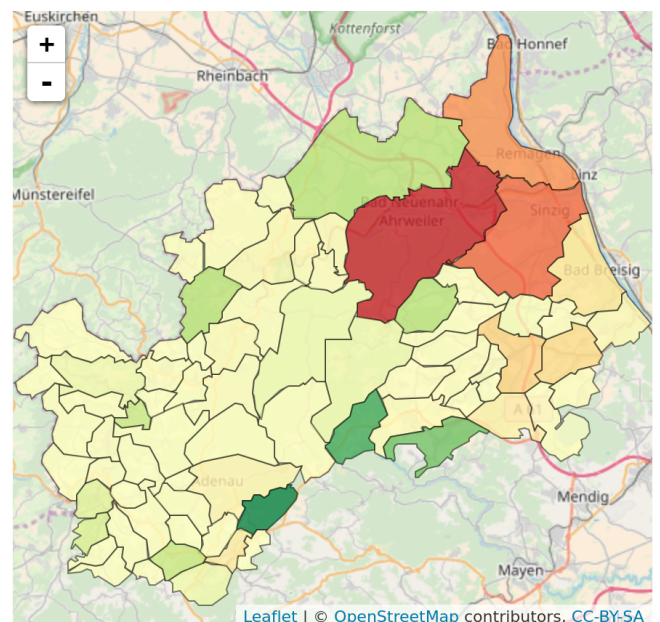 Euskirchen
Kottenforst
Bad Honnef
+
-
Rheinbach
Remagen
Linz
Münstereifel
Bad Neuenahr-
Ahrweiler
Sinzig
Bad Breisig
A 61
Adenau
Mendig
Mayen
Leaflet | © OpenStreetMap contributors, CC-BY-SA